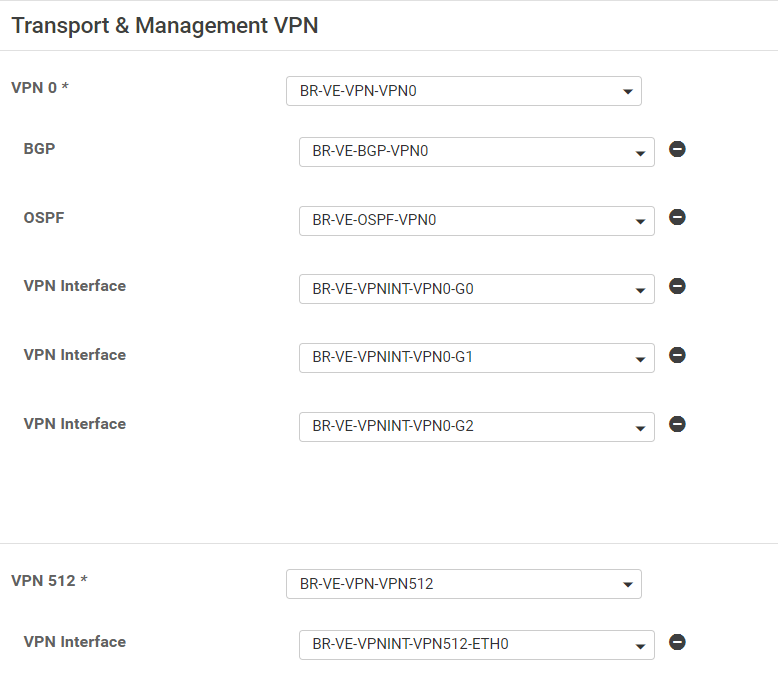 Transport & Management VPN
VPN 0 *
BR-VE-VPN-VPN0
BGP
BR-VE-BGP-VPN0
OSPF
BR-VE-OSPF-VPN0
VPN Interface
BR-VE-VPNINT-VPN0-G0
VPN Interface
BR-VE-VPNINT-VPN0-G1
VPN Interface
BR-VE-VPNINT-VPN0-G2
VPN 512 *
BR-VE-VPN-VPN512
VPN Interface
BR-VE-VPNINT-VPN512-ETH0